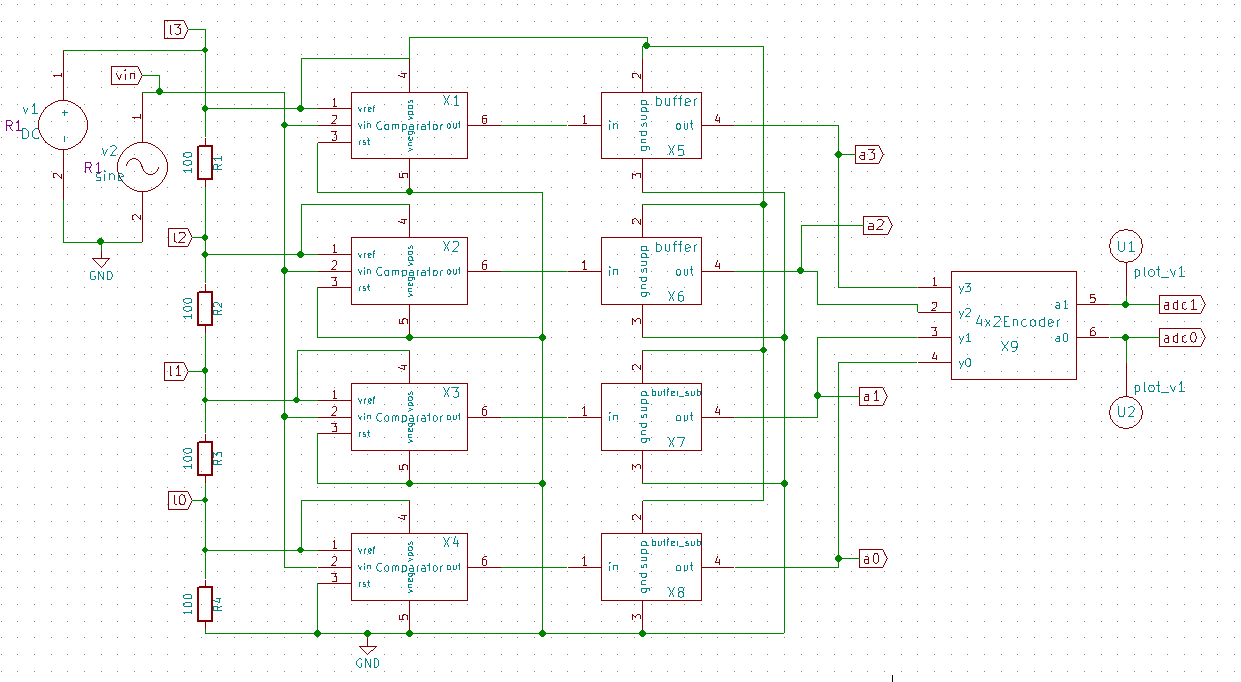 l3
vin
1
v1
R1
DC
+
-
2
v2
R1
sine
1
2
GND
100
R1
l2
100
R2
l1
100
R3
l0
100
R4
4
X1
1
vref
2
vin
3
rst
Comparator
vpos
vneg
out
6
5
2
buffer
1
in
gnd
supp
out
4
X5
3
a3
4
X2
1
vref
2
vin
3
rst
Comparator
vpos
vneg
out
6
5
2
buffer
1
in
gnd
supp
out
4
X6
3
a2
4
X3
1
vref
2
vin
3
rst
Comparator
vpos
vneg
out
6
5
2
buffer_sub
1
in
gnd
supp
out
4
X7
3
a1
4
X4
1
vref
2
vin
3
rst
Comparator
vpos
vneg
out
6
5
2
buffer_sub
1
in
gnd
supp
out
4
X8
3
a0
GND
1
y3
2
y2
3
y1
4
y0
4x2Encoder
X9
a1
5
a0
6
U1
plot_v1
adc1
adc0
plot_v1
U2